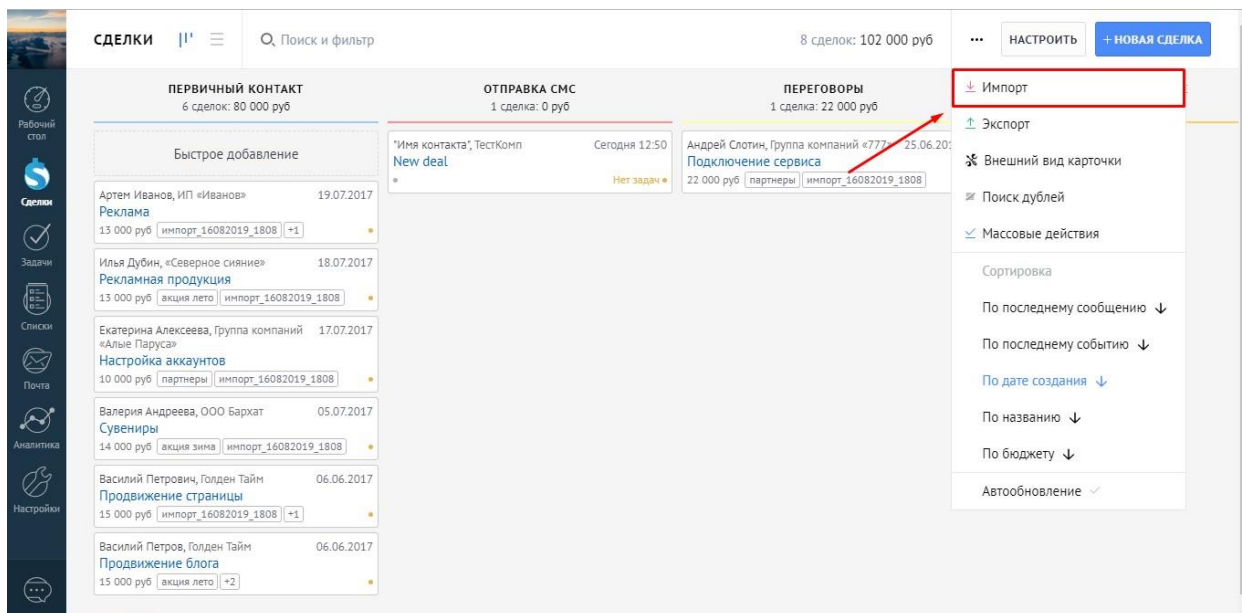 СДЕЛКИ
Поиск и фильтр
8 сделок: 102 000 руб
...
НАСТРОИТЬ
+ НОВАЯ СДЕЛКА
Рабочий
стол
Сделки
Задачи
Списки
Почта
Аналитика
Настройки
ПЕРВИЧНЫЙ КОНТАКТ
6 сделок: 80 000 руб
Быстрое добавление
Артем Иванов, ИП «Иванов» 19.07.2017
Реклама
13 000 руб импорт_16082019_1808 +1
Илья Дубин, «Северное сияние» 18.07.2017
Рекламная продукция
13 000 руб акция лето импорт_16082019_1808
Екатерина Алексеева, Группа компаний 17.07.2017
«Алые Паруса»
Настройка аккаунтов
10 000 руб партнеры импорт_16082019_1808
Валерия Андреева, ООО Бархат 05.07.2017
Сувениры
14 000 руб акция зима импорт_16082019_1808
Василий Петрович, Голден Тайм 06.06.2017
Продвижение страницы
15 000 руб импорт_16082019_1808 +1
Василий Петров, Голден Тайм 06.06.2017
Продвижение блога
15 000 руб акция лето +2
ОТПРАВКА СМС
1 сделка: 0 руб
"Имя контакта", ТестКомп Сегодня 12:50
New deal
Нет задач
ПЕРЕГОВОРЫ
1 сделка: 22 000 руб
Андрей Слотин, Группа компаний «777» 25.06.20
Подключение сервиса
22 000 руб партнеры импорт_16082019_1808
Импорт
Экспорт
Внешний вид карточки
Поиск дублей
Массовые действия
Сортировка
По последнему сообщению ↓
По последнему событию ↓
По дате создания ↓
По названию ↓
По бюджету ↓
Автообновление ✓